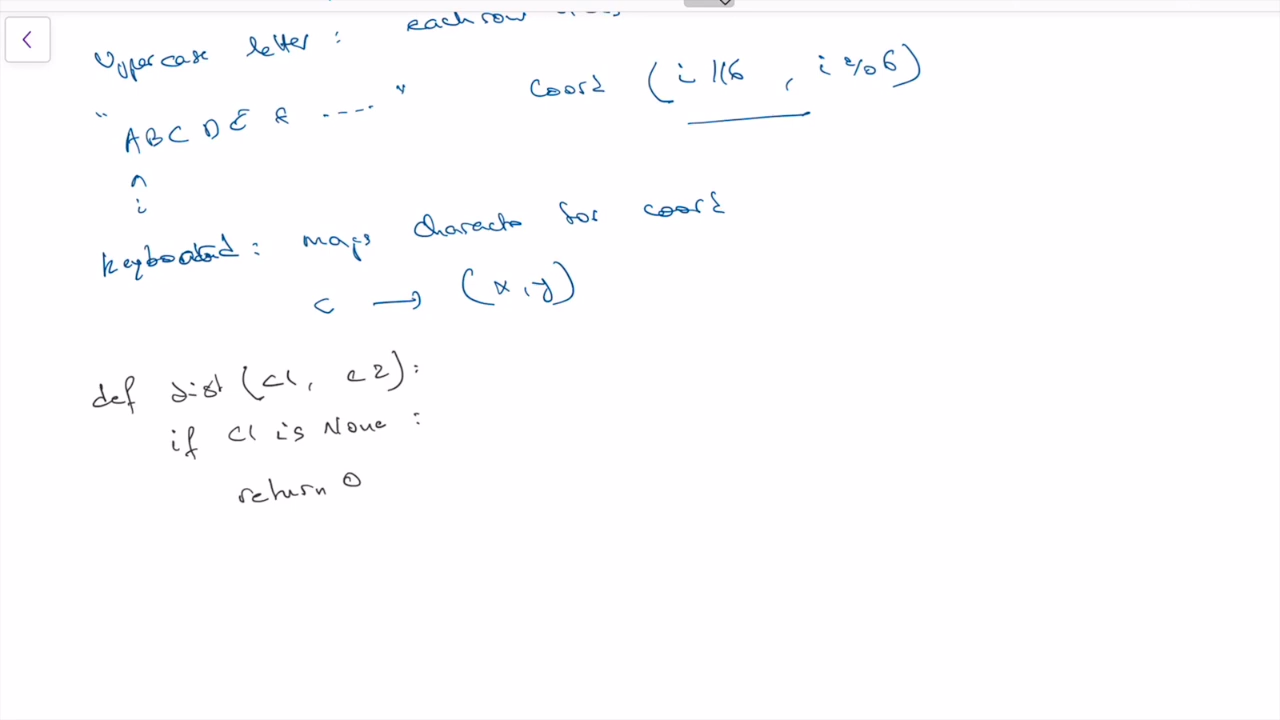 each row
Uppercase letter :
coord (i//6 , i%6)
"ABCDE F ...."
^
i
keyboard : maps character for coord
c → (x,y)
def dist (c1, c2):
if c1 is None :
return 0